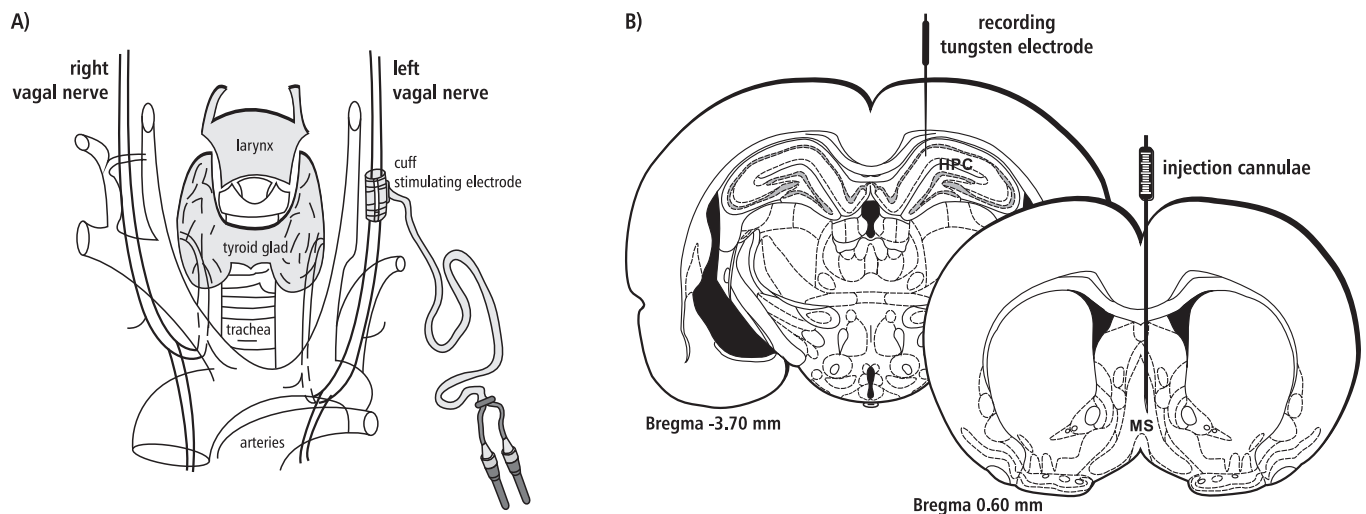 A)
right
vagal nerve
left
vagal nerve
larynx
cuff
stimulating electrode
tyroid glad
trachea
arteries
B)
recording
tungsten electrode
HPC
injection cannulae
Bregma -3.70 mm
MS
Bregma 0.60 mm